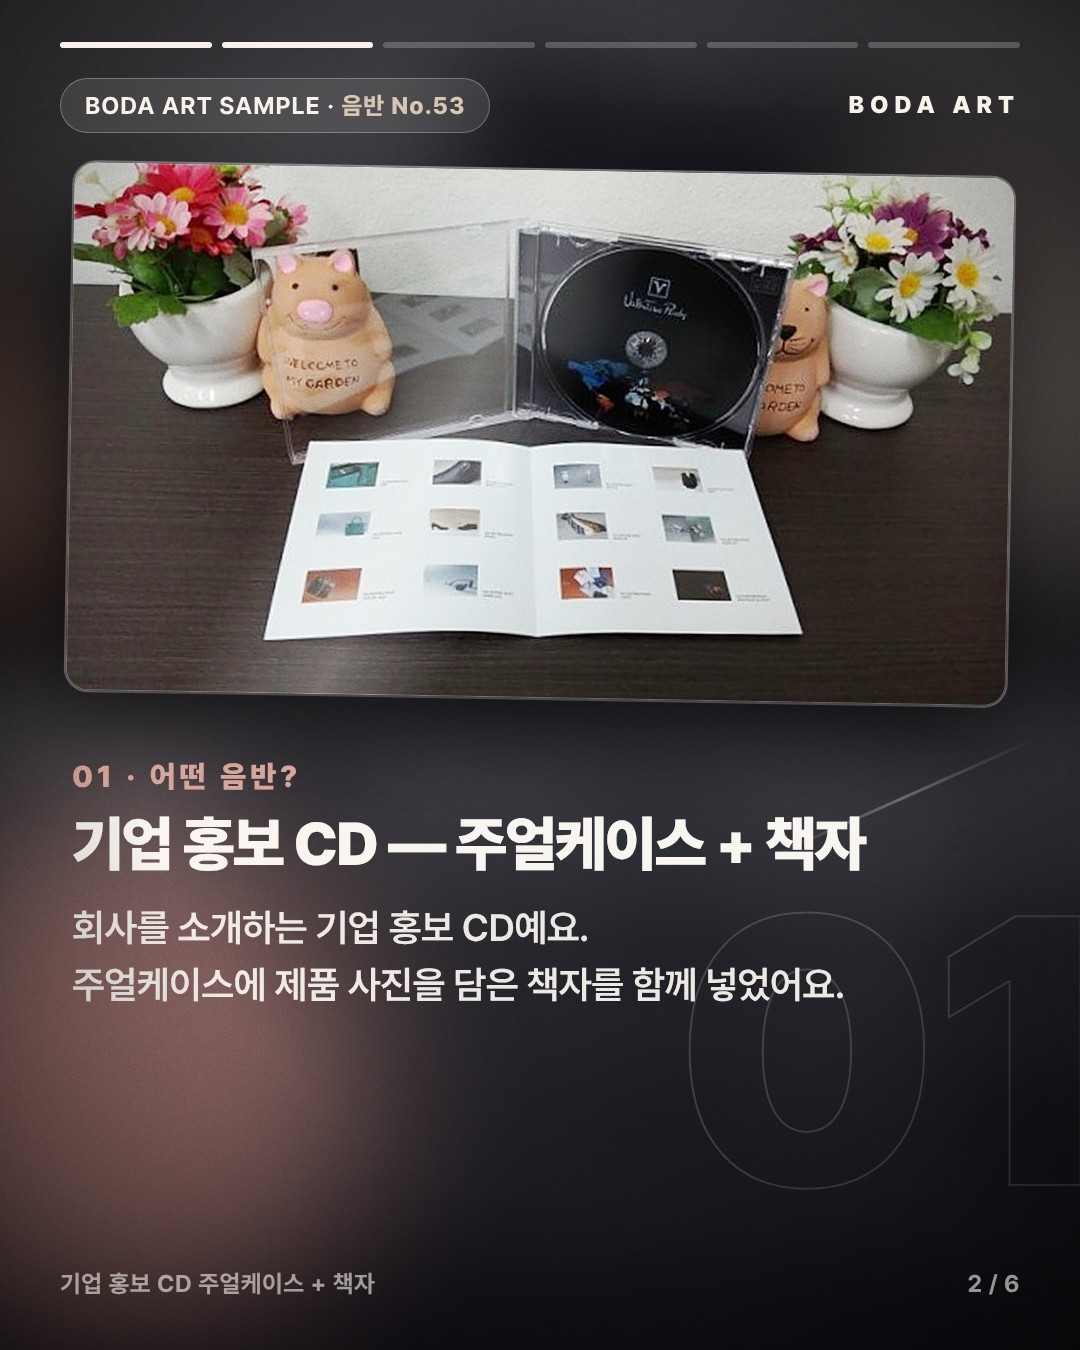 BODA ART SAMPLE · 음반 No.53
BODA ART
WELCOME TO
MY GARDEN
Valentino Rudy
01 · 어떤 음반?
기업 홍보 CD — 주얼케이스 + 책자
회사를 소개하는 기업 홍보 CD예요.
주얼케이스에 제품 사진을 담은 책자를 함께 넣었어요.
01
기업 홍보 CD 주얼케이스 + 책자
2 / 6